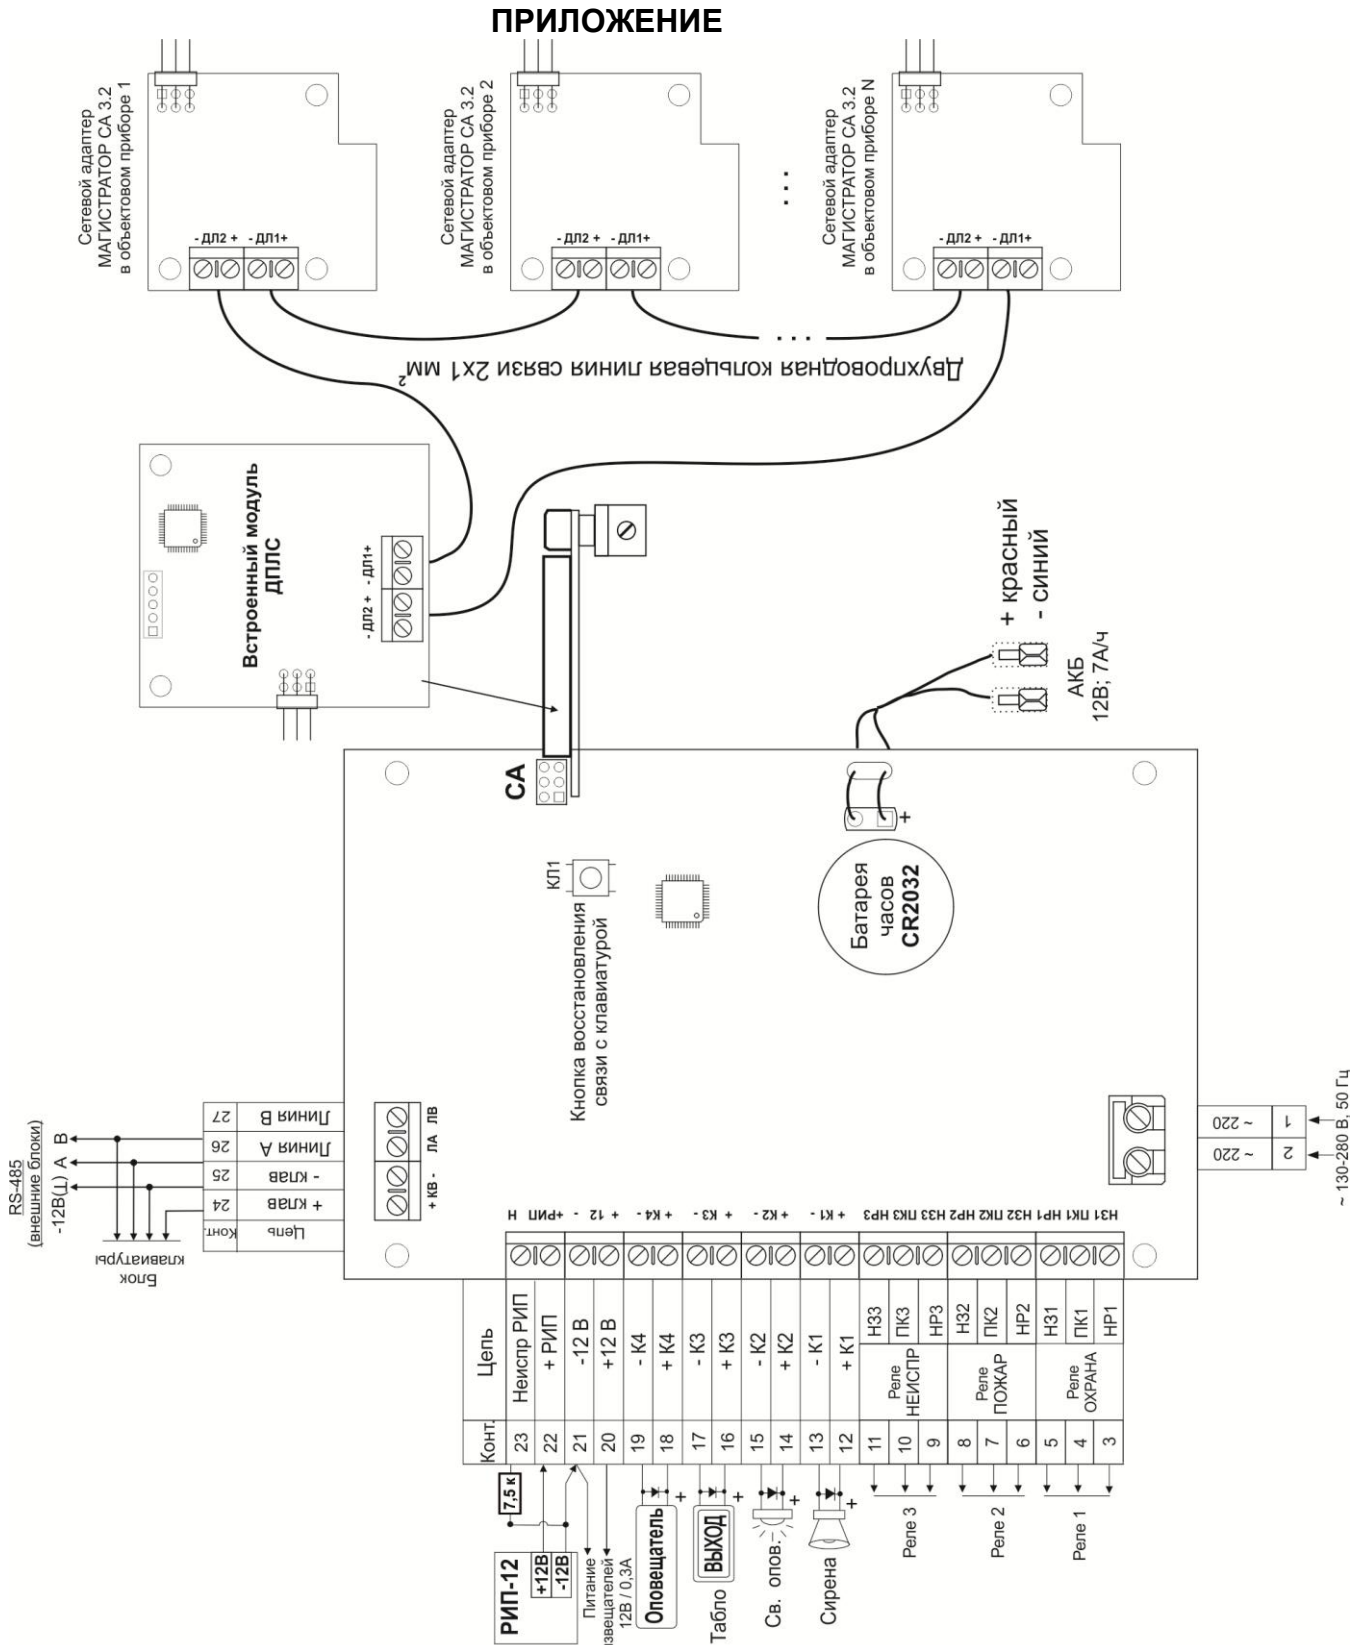 ПРИЛОЖЕНИЕ
Сетевой адаптер
МАГИСТРАТОР СА 3.2
в объектовом приборе 1
- ДЛ2 +
- ДЛ1+
Сетевой адаптер
МАГИСТРАТОР СА 3.2
в объектовом приборе 2
- ДЛ2 +
- ДЛ1+
...
Сетевой адаптер
МАГИСТРАТОР СА 3.2
в объектовом приборе N
- ДЛ2 +
- ДЛ1+
...
Двухпроводная кольцевая линия связи 2х1 мм²
Встроенный модуль
ДПЛС
- ДЛ2 +
- ДЛ1+
+ красный
- синий
АКБ
12В; 7А/ч
СА
+
КЛ1
Кнопка восстановления
связи с клавиатурой
Батарея
часов
CR2032
RS-485
(внешние блоки)
-12В(⊥)
А
В
Блок
клавиатуры
27 Линия В
26 Линия А
25 - клав
24 + клав
Конт. Цепь
+ КВ -
ЛА ЛВ
~ 220 1
~ 220 2
~ 130-280 В, 50 Гц
Н
+РИП
- 12 +
- К4 +
- К3 +
- К2 +
- К1 +
НР3 ПК3 НЗ3
НР2 ПК2 НЗ2
НР1 ПК1 НЗ1
Конт. Цепь
23 Неиспр РИП
22 + РИП
21 -12 В
20 +12 В
19 - К4
18 + К4
17 - К3
16 + К3
15 - К2
14 + К2
13 - К1
12 + К1
11 НЗ3
10 ПК3
9 НР3
Реле
НЕИСПР
8 НЗ2
7 ПК2
6 НР2
Реле
ПОЖАР
5 НЗ1
4 ПК1
3 НР1
Реле
ОХРАНА
7,5 к
РИП-12
+12В
-12В
Питание
извещателей
12В / 0,3А
Оповещатель
+
Табло
ВЫХОД
+
Св. опов.
+
Сирена
+
Реле 3
Реле 2
Реле 1